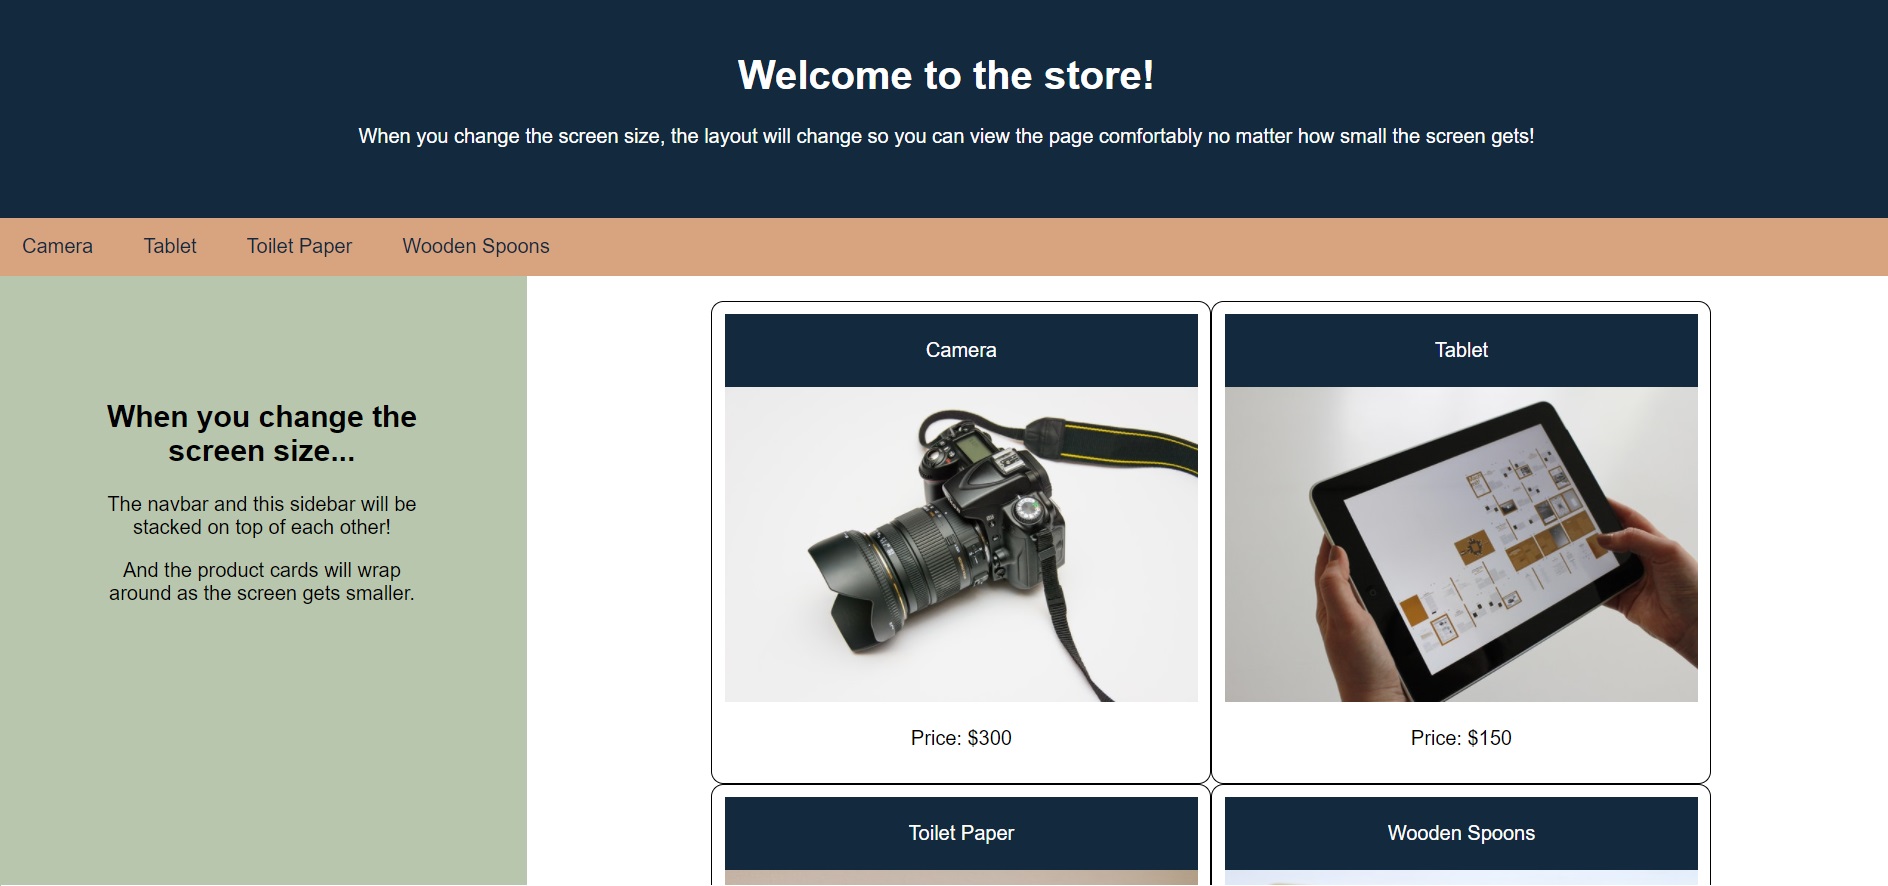 Welcome to the store!
When you change the screen size, the layout will change so you can view the page comfortably no matter how small the screen gets!
Camera
Tablet
Toilet Paper
Wooden Spoons
When you change the
screen size...
The navbar and this sidebar will be
stacked on top of each other!
And the product cards will wrap
around as the screen gets smaller.
Camera
Price: $300
Tablet
Price: $150
Toilet Paper
Wooden Spoons